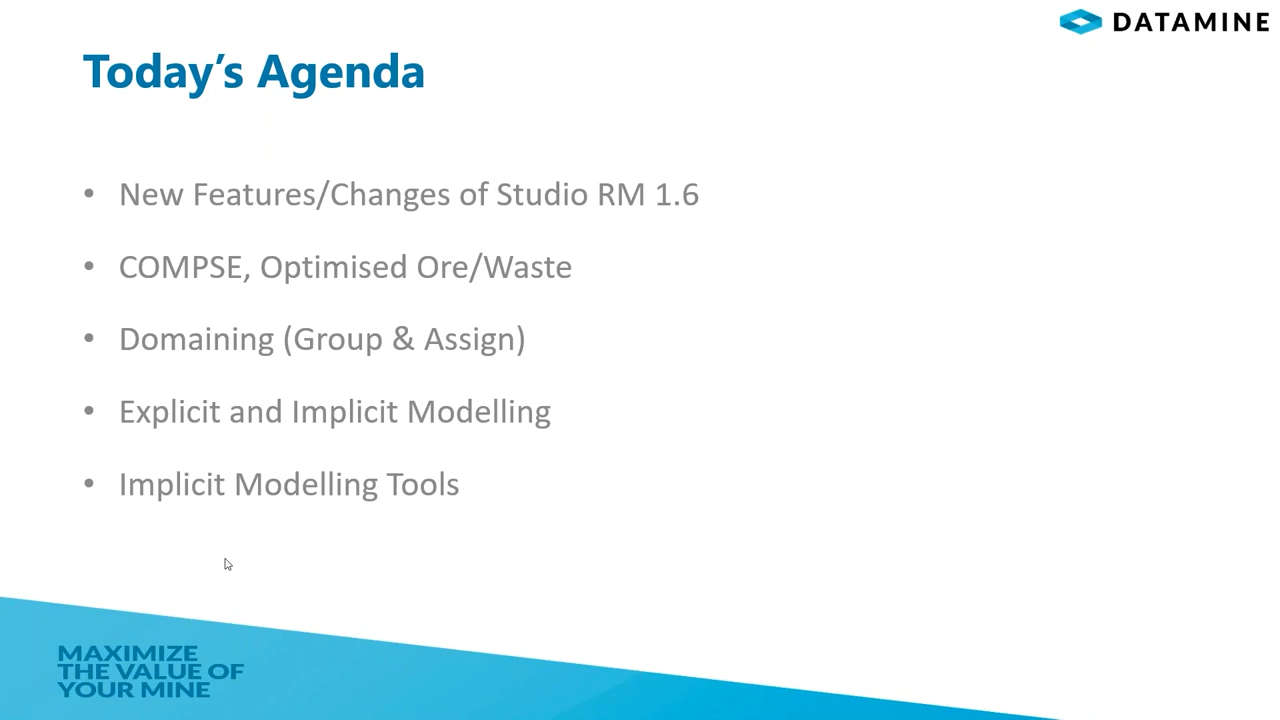 DATAMINE
Today’s Agenda
• New Features/Changes of Studio RM 1.6
• COMPSE, Optimised Ore/Waste
• Domaining (Group & Assign)
• Explicit and Implicit Modelling
• Implicit Modelling Tools
MAXIMIZE
THE VALUE OF
YOUR MINE